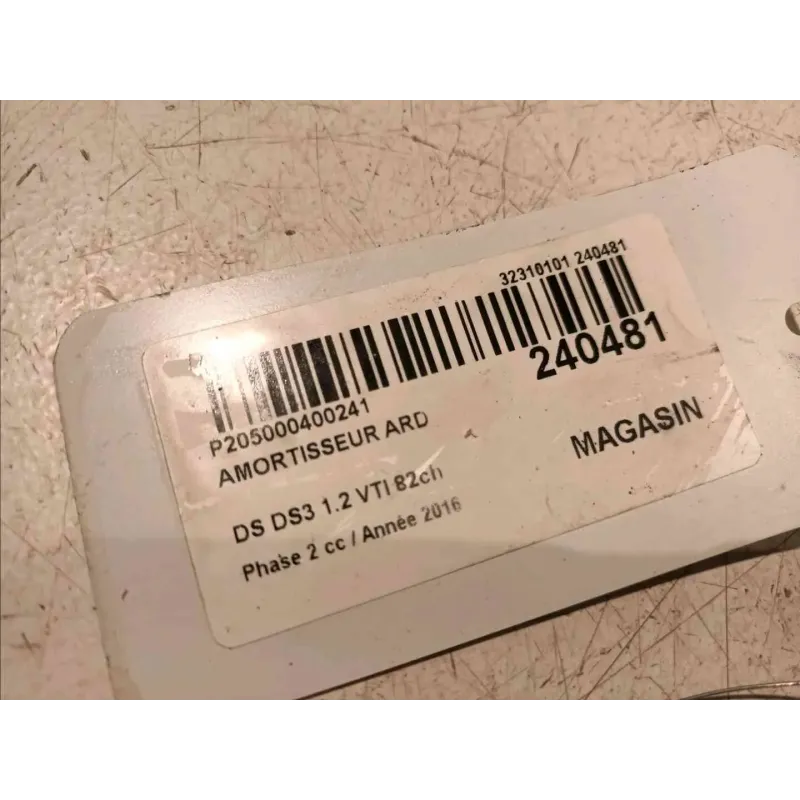 32310101 240481
240481
P205000400241
AMORTISSEUR ARD
MAGASIN
DS DS3 1.2 VTI 82ch
Phase 2 cc / Année 2016